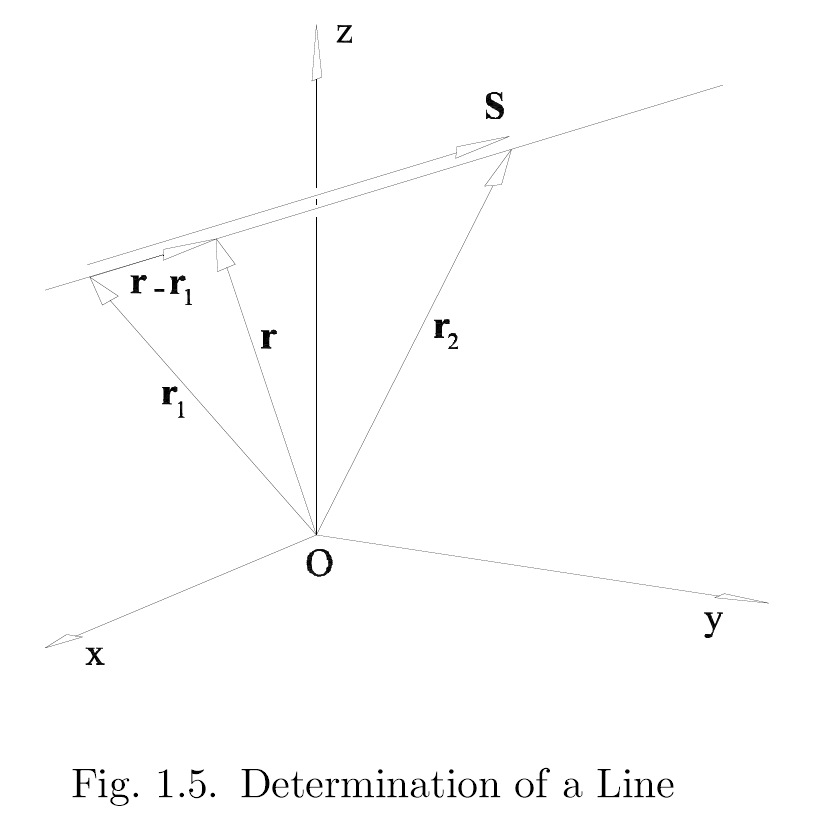 z
S
r - r₁
r
r₂
r₁
O
x
y
Fig. 1.5. Determination of a Line